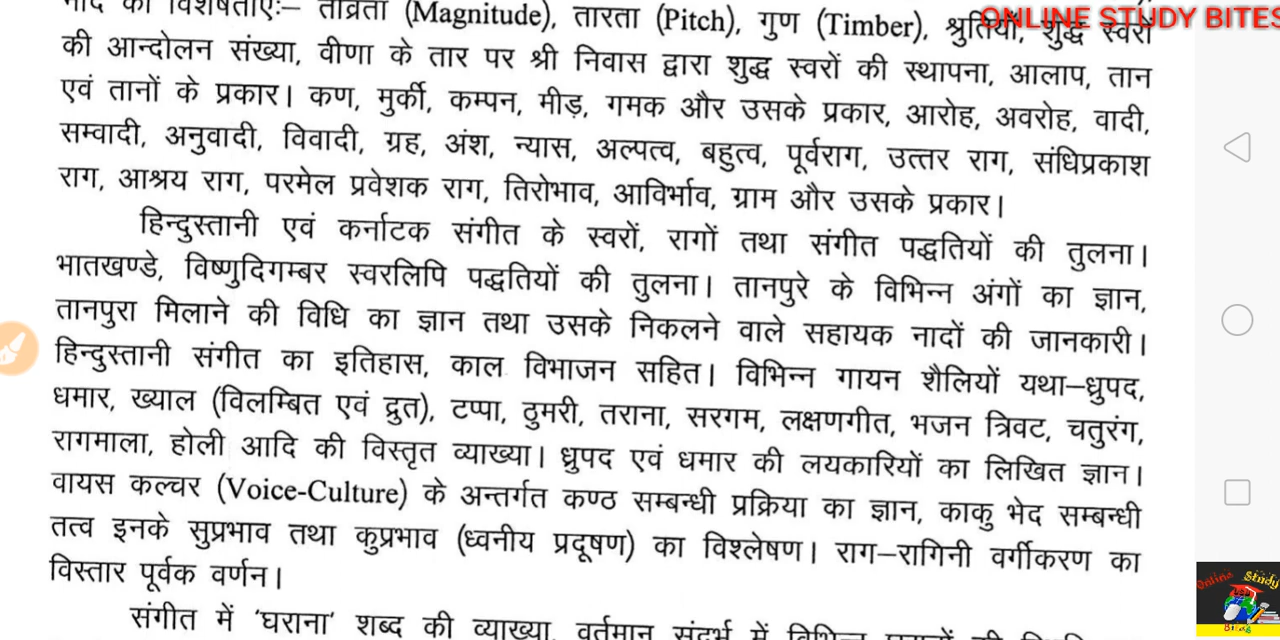 नाद की विशेषताएः– तीव्रता (Magnitude), तारता (Pitch), गुण (Timber), श्रुतियाँ, शुद्ध स्वरों
ONLINE STUDY BITES
की आन्दोलन संख्या, वीणा के तार पर श्री निवास द्वारा शुद्ध स्वरों की स्थापना, आलाप, तान
एवं तानों के प्रकार। कण, मुर्की, कम्पन, मीड़, गमक और उसके प्रकार, आरोह, अवरोह, वादी,
सम्वादी, अनुवादी, विवादी, ग्रह, अंश, न्यास, अल्पत्व, बहुत्व, पूर्वराग, उत्तर राग, संधिप्रकाश
राग, आश्रय राग, परमेल प्रवेशक राग, तिरोभाव, आविर्भाव, ग्राम और उसके प्रकार।
हिन्दुस्तानी एवं कर्नाटक संगीत के स्वरों, रागों तथा संगीत पद्धतियों की तुलना।
भातखण्डे, विष्णुदिगम्बर स्वरलिपि पद्धतियों की तुलना। तानपुरे के विभिन्न अंगों का ज्ञान,
तानपुरा मिलाने की विधि का ज्ञान तथा उसके निकलने वाले सहायक नादों की जानकारी।
हिन्दुस्तानी संगीत का इतिहास, काल विभाजन सहित। विभिन्न गायन शैलियों यथा–ध्रुपद,
धमार, ख्याल (विलम्बित एवं द्रुत), टप्पा, ठुमरी, तराना, सरगम, लक्षणगीत, भजन त्रिवट, चतुरंग,
रागमाला, होली आदि की विस्तृत व्याख्या। ध्रुपद एवं धमार की लयकारियों का लिखित ज्ञान।
वायस कल्चर (Voice-Culture) के अन्तर्गत कण्ठ सम्बन्धी प्रक्रिया का ज्ञान, काकु भेद सम्बन्धी
तत्व इनके सुप्रभाव तथा कुप्रभाव (ध्वनीय प्रदूषण) का विश्लेषण। राग–रागिनी वर्गीकरण का
विस्तार पूर्वक वर्णन।
Online Study
Bites
संगीत में ‘घराना’ शब्द की व्याख्या, वर्तमान संदर्भ में विभिन्न